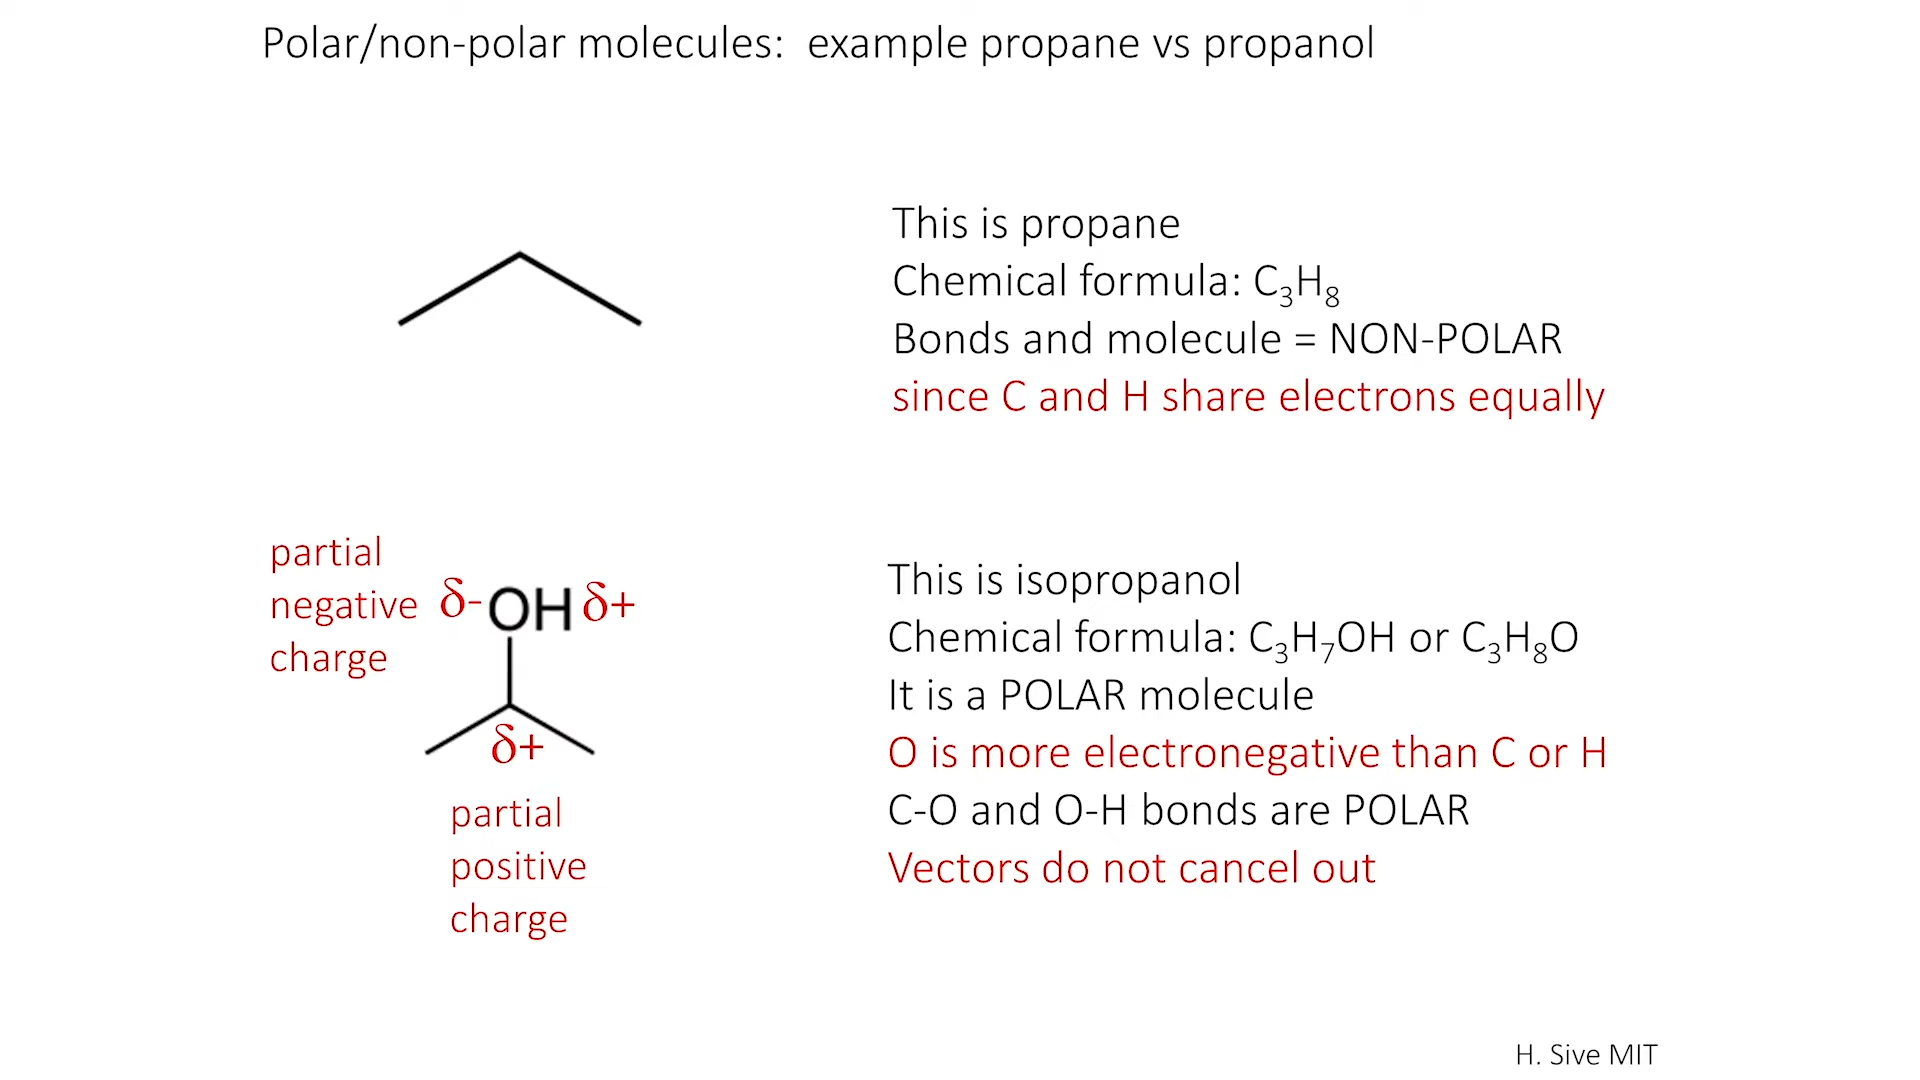 Polar/non-polar molecules:  example propane vs propanol
This is propane
Chemical formula: C₃H₈
Bonds and molecule = NON-POLAR
since C and H share electrons equally
partial
negative
charge
δ- OH δ+
δ+
partial
positive
charge
This is isopropanol
Chemical formula: C₃H₇OH or C₃H₈O
It is a POLAR molecule
O is more electronegative than C or H
C-O and O-H bonds are POLAR
Vectors do not cancel out
H. Sive MIT